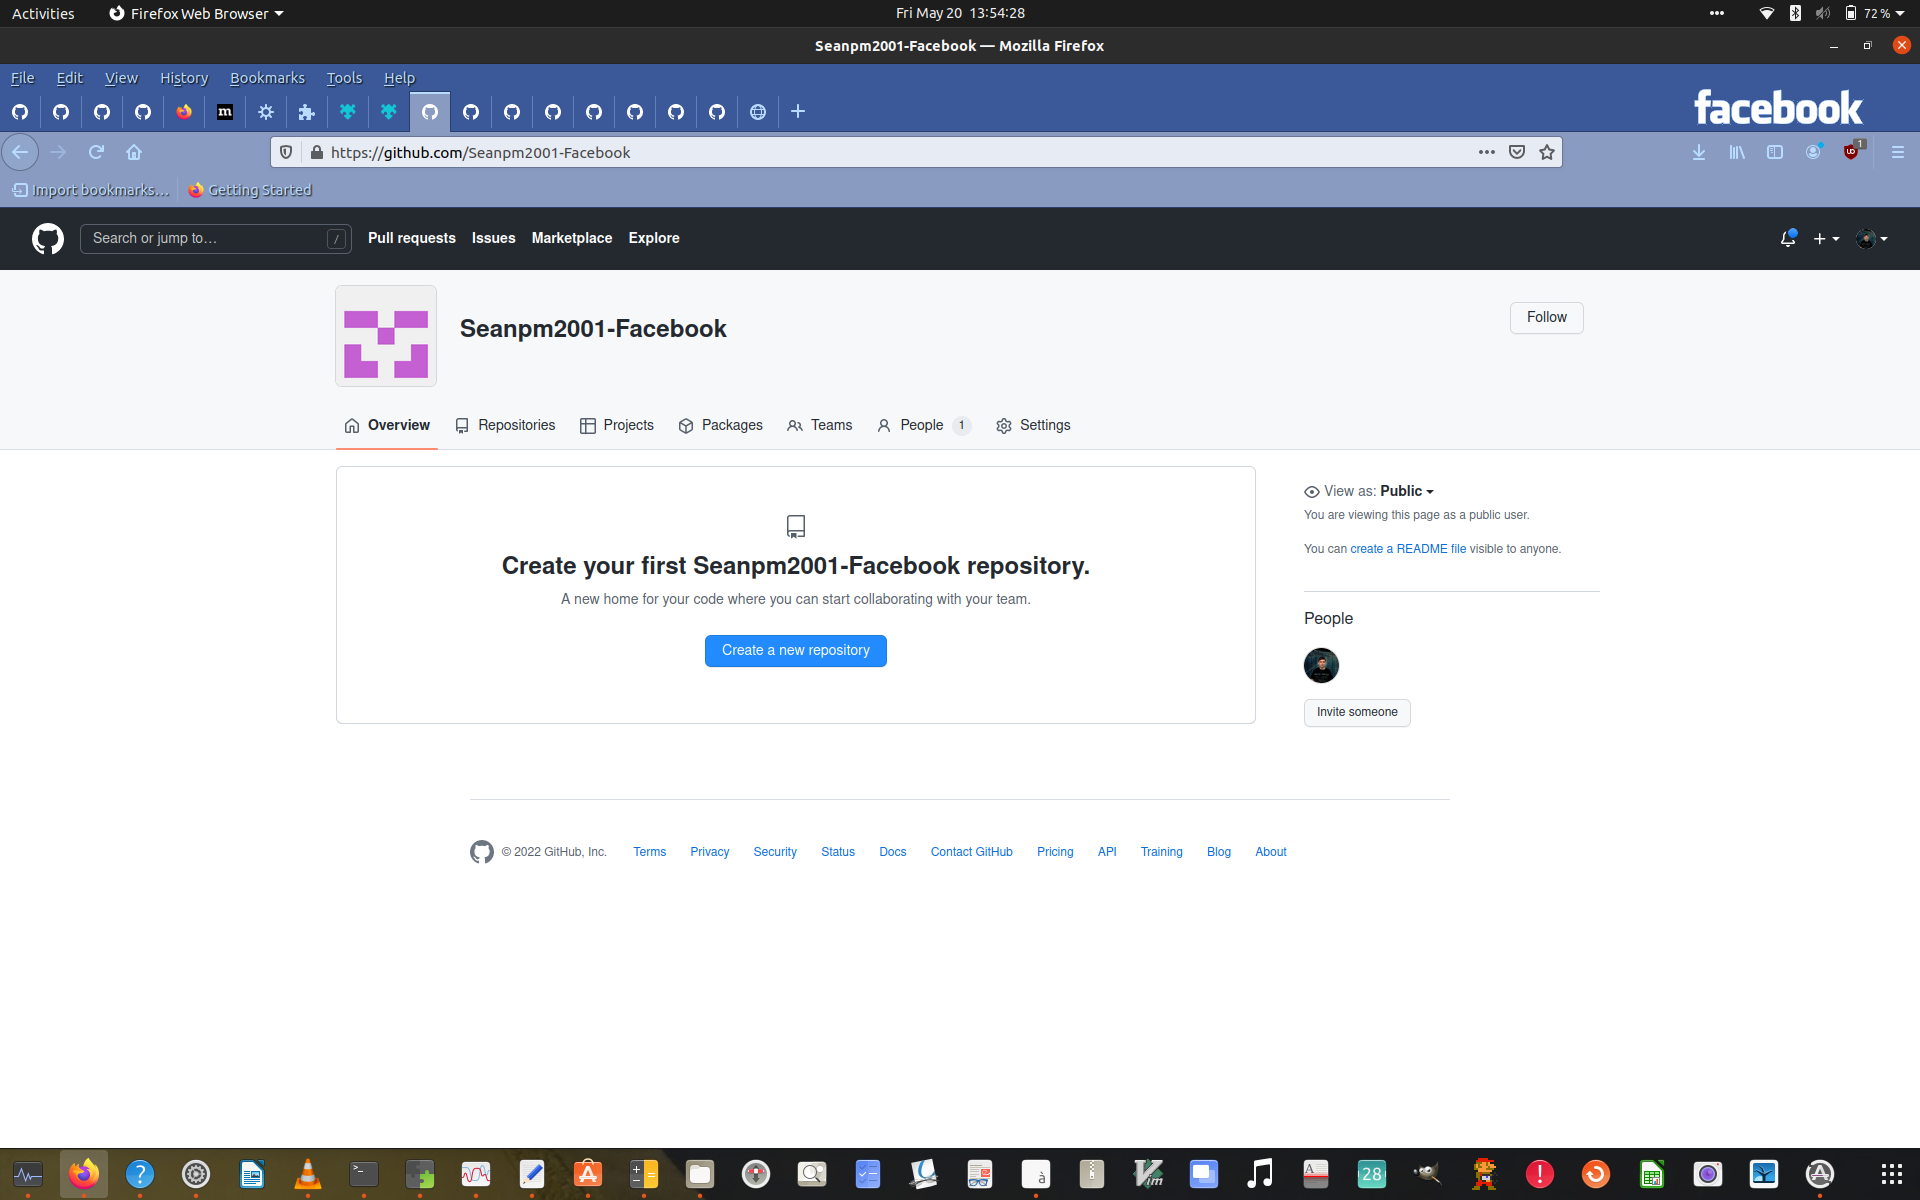 Activities
Firefox Web Browser
Fri May 20 13:54:28
72 %
Seanpm2001-Facebook — Mozilla Firefox
File Edit View History Bookmarks Tools Help
m
facebook
https://github.com/Seanpm2001-Facebook
1
Import bookmarks...
Getting Started
Search or jump to…
/
Pull requests Issues Marketplace Explore
Seanpm2001-Facebook
Follow
Overview Repositories Projects Packages Teams People 1 Settings
Create your first Seanpm2001-Facebook repository.
A new home for your code where you can start collaborating with your team.
Create a new repository
View as: Public
You are viewing this page as a public user.
You can create a README file visible to anyone.
People
Invite someone
© 2022 GitHub, Inc. Terms Privacy Security Status Docs Contact GitHub Pricing API Training Blog About
?
>_
à
Vim
A
28
!